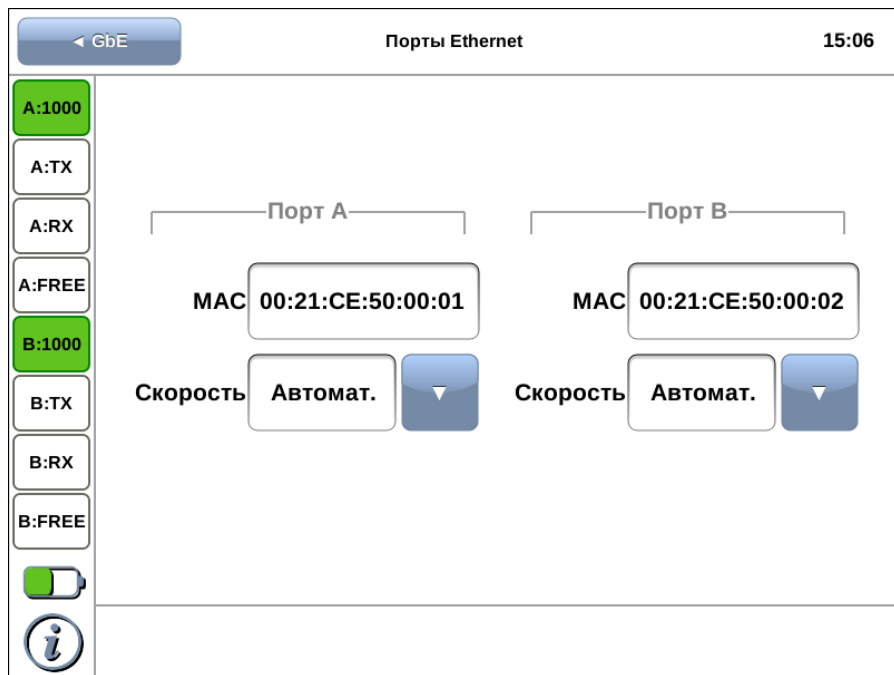 ◄ GbE
Порты Ethernet
15:06
A:1000
A:TX
A:RX
A:FREE
B:1000
B:TX
B:RX
B:FREE
i
Порт A
MAC 00:21:CE:50:00:01
Скорость Автомат. ▼
Порт B
MAC 00:21:CE:50:00:02
Скорость Автомат. ▼